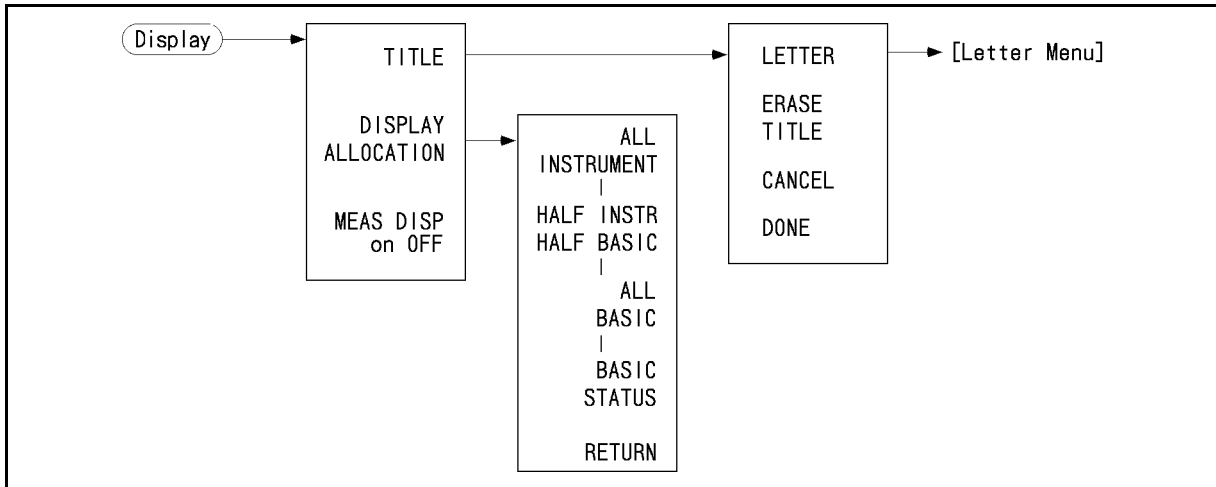 Display
TITLE
DISPLAY
ALLOCATION
MEAS DISP
on OFF
ALL
INSTRUMENT
HALF INSTR
HALF BASIC
ALL
BASIC
BASIC
STATUS
RETURN
LETTER
ERASE
TITLE
CANCEL
DONE
[Letter Menu]